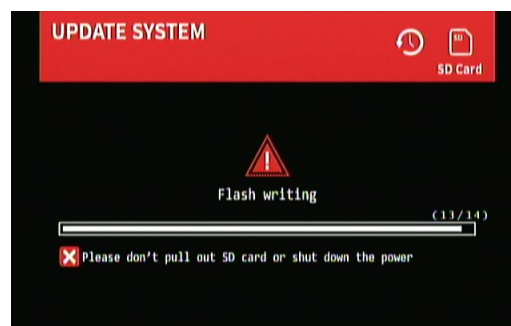 UPDATE SYSTEM
SD
SD Card
Flash writing
(13/14)
Please don't pull out SD card or shut down the power